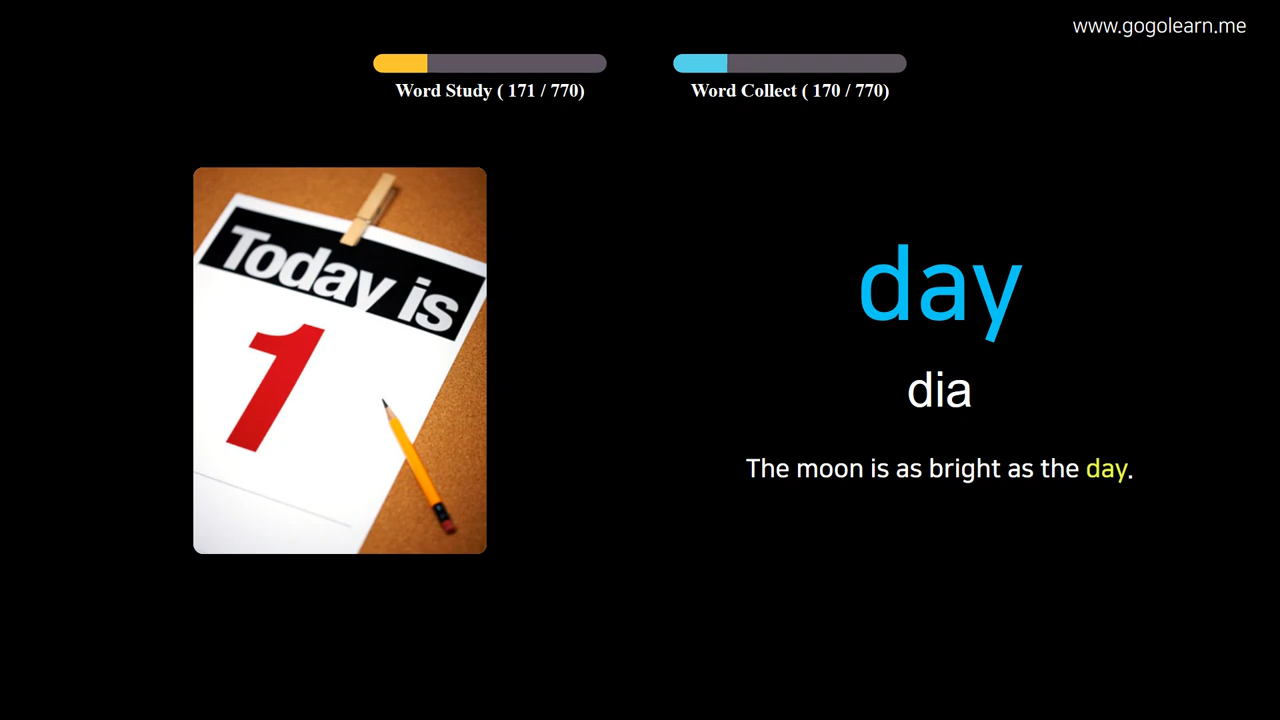 www.gogolearn.me
Word Study ( 171 / 770)
Word Collect ( 170 / 770)
Today is
1
day
dia
The moon is as bright as the day.